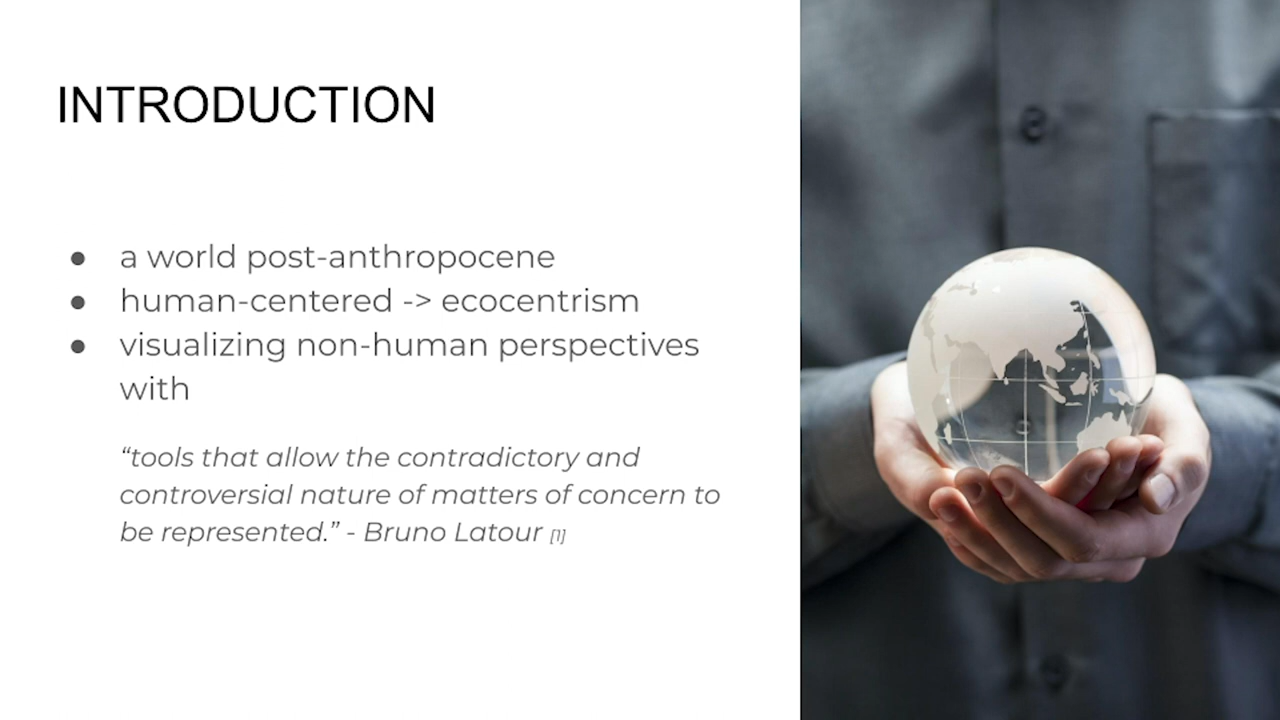 INTRODUCTION
● a world post-anthropocene
● human-centered -> ecocentrism
● visualizing non-human perspectives
with
“tools that allow the contradictory and
controversial nature of matters of concern to
be represented.” - Bruno Latour [1]